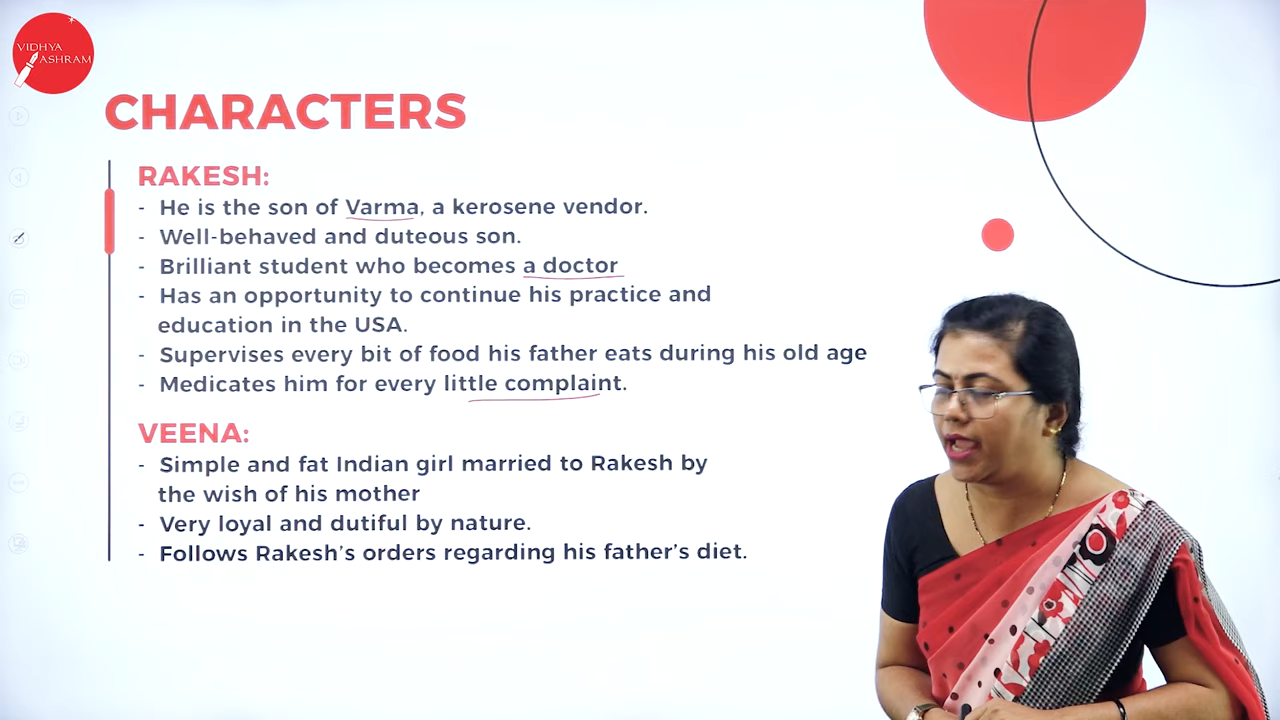 VIDHYA
ASHRAM
CHARACTERS
RAKESH:
- He is the son of Varma, a kerosene vendor.
- Well-behaved and duteous son.
- Brilliant student who becomes a doctor
- Has an opportunity to continue his practice and
education in the USA.
- Supervises every bit of food his father eats during his old age
- Medicates him for every little complaint.
VEENA:
- Simple and fat Indian girl married to Rakesh by
the wish of his mother
- Very loyal and dutiful by nature.
- Follows Rakesh's orders regarding his father's diet.